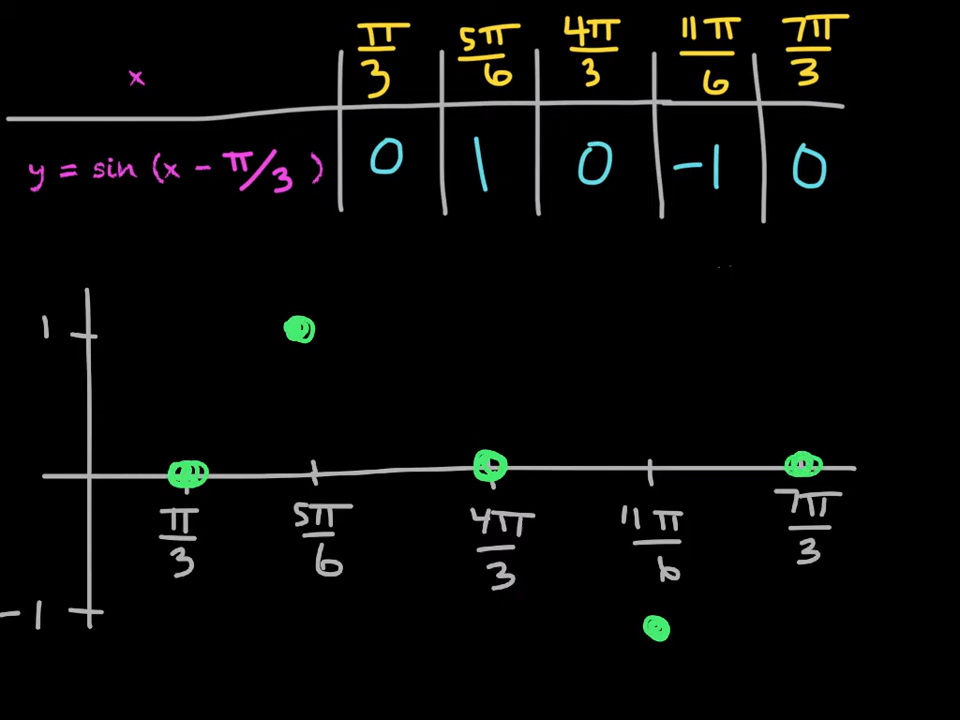 x π/3 5π/6 4π/3 11π/6 7π/3
y = sin (x - π/3) 0 1 0 -1 0
1
π/3 5π/6 4π/3 11π/6 7π/3
-1